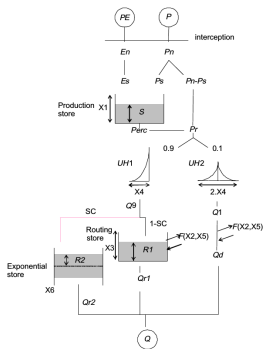 PE P
interception
En Pn
Es Ps Pn-Ps
X1
Production store
S
Perc Pr
0.9 0.1
UH1 UH2
X4 2.X4
Q9 Q1
SC 1-SC
Routing store
X3
R1
F(X2,X5)
F(X2,X5)
Qd
Exponential store
R2
X6
Qr1
Qr2
Q